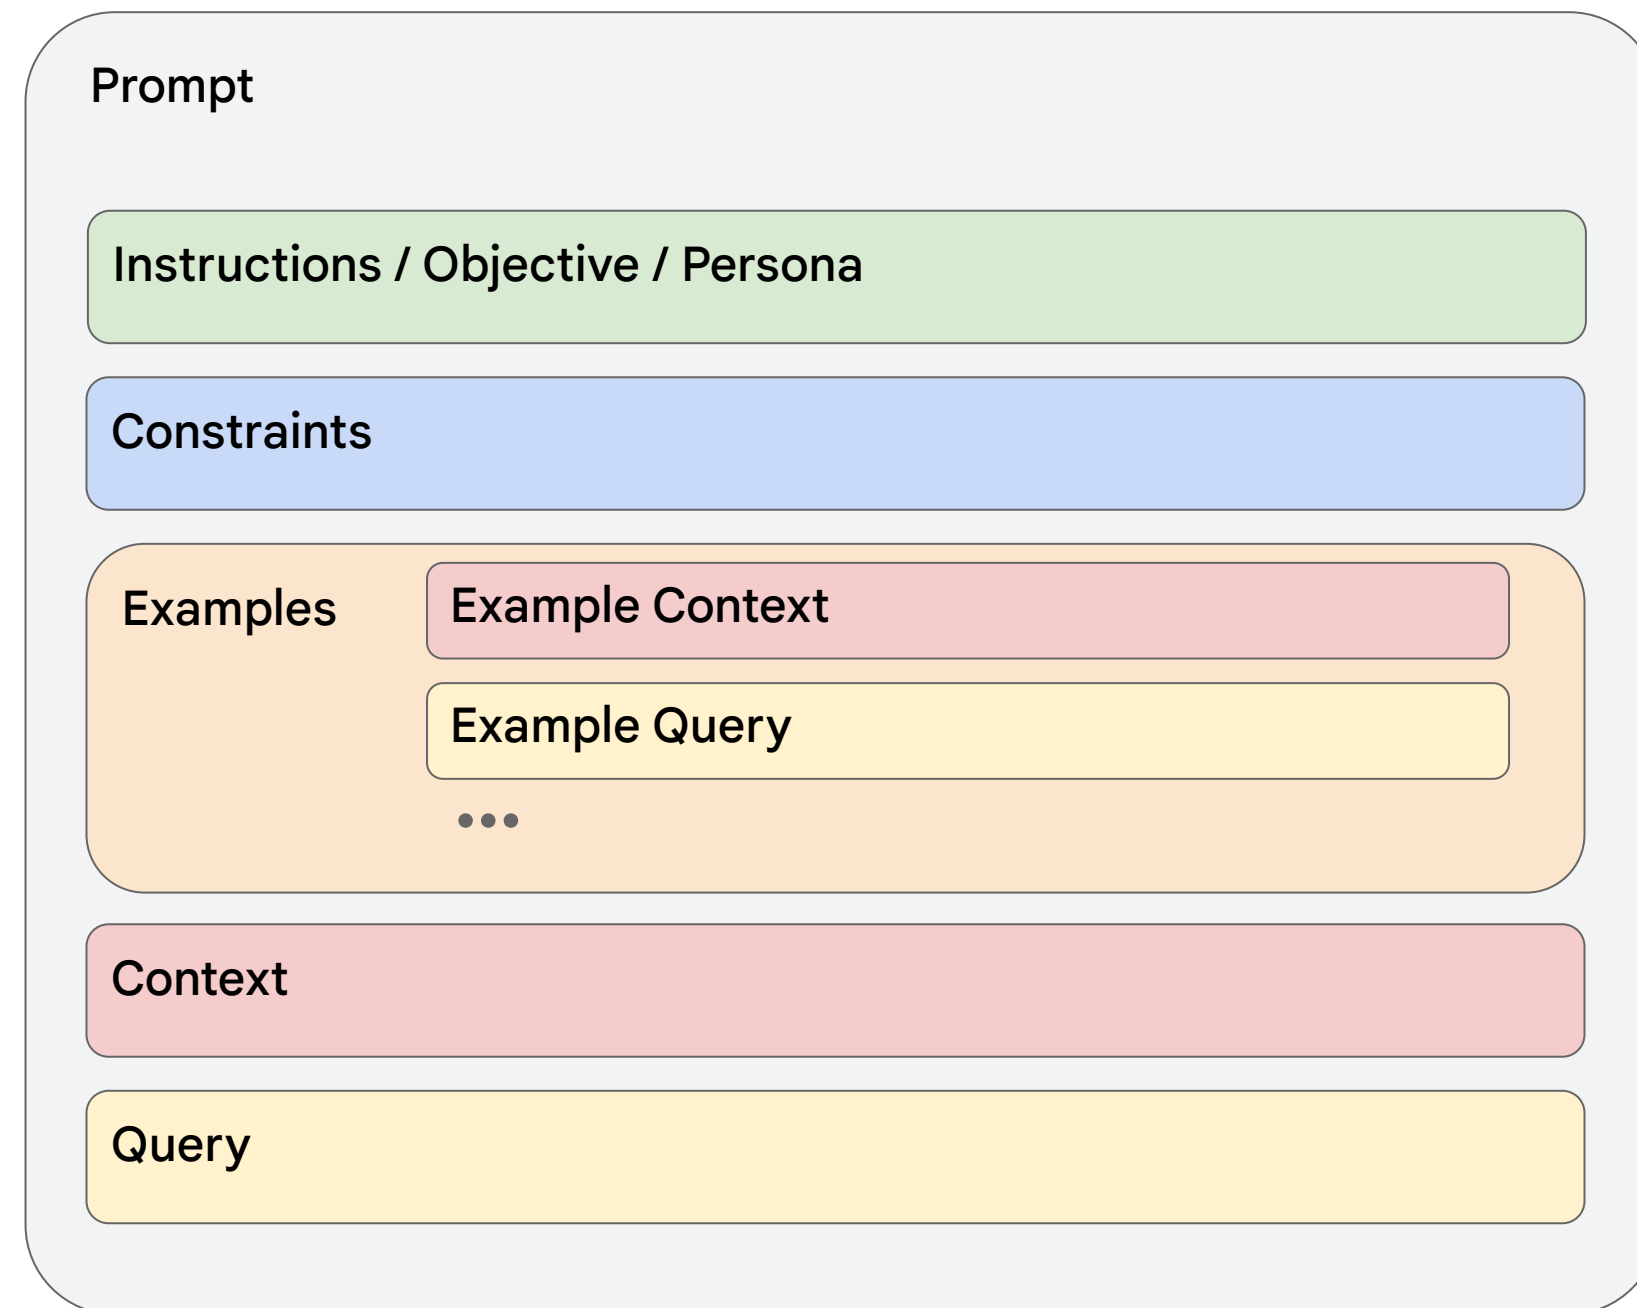 Prompt
Instructions / Objective / Persona
Constraints
Examples
Example Context
Example Query
•••
Context
Query